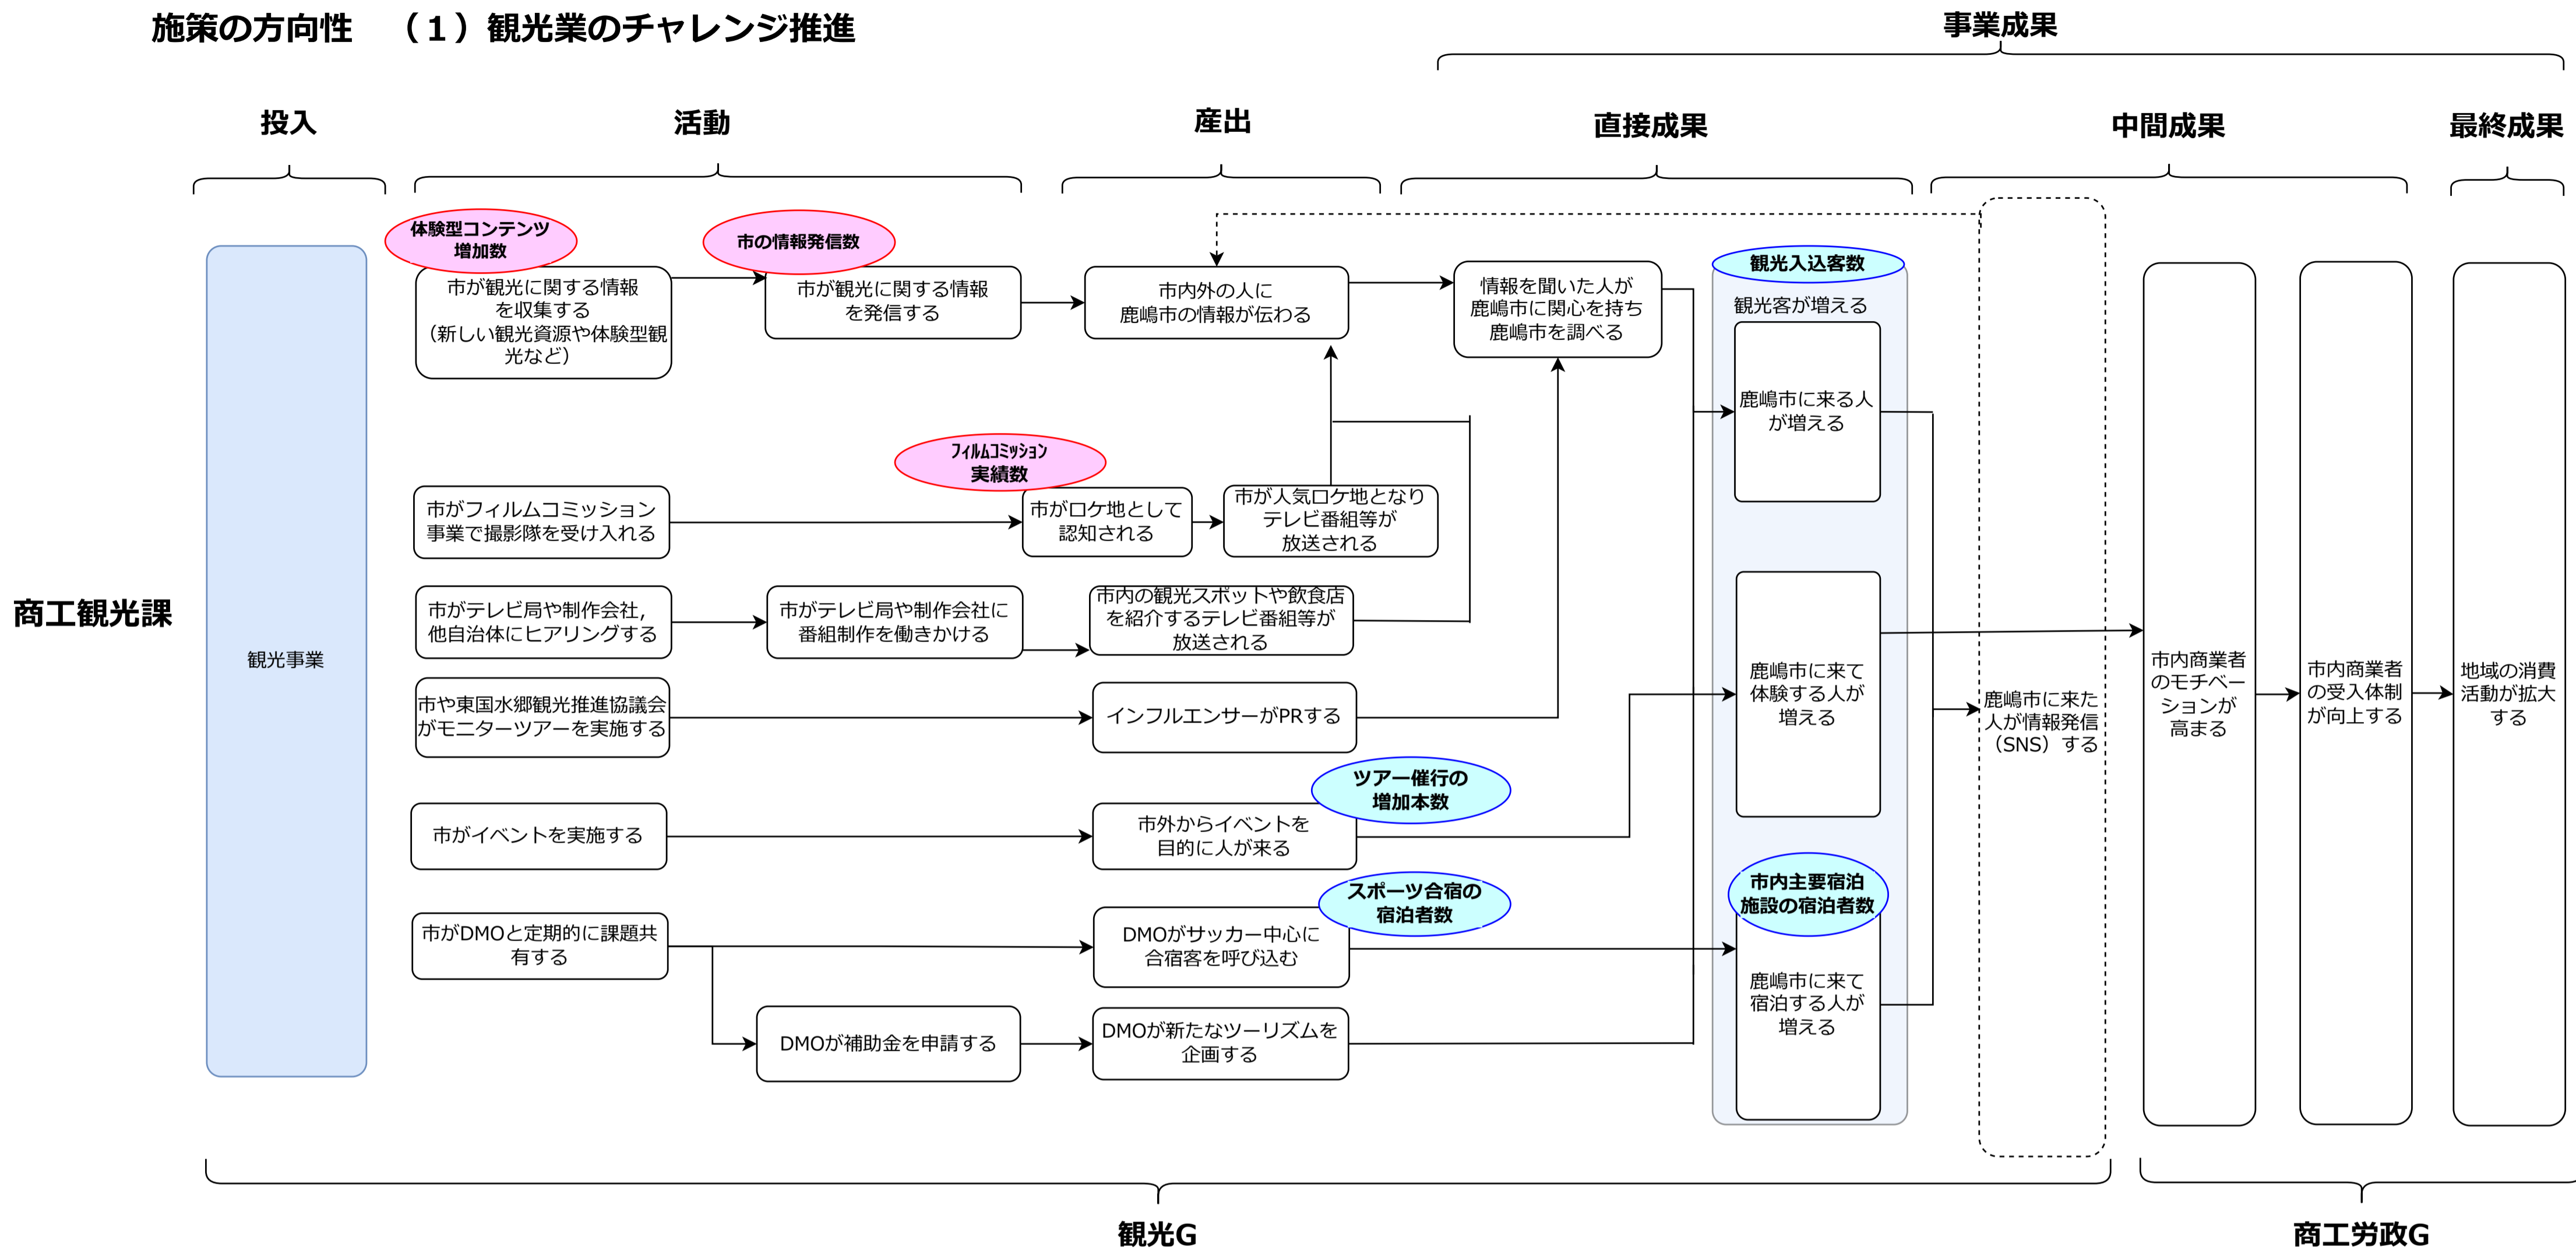 施策の方向性　（１）観光業のチャレンジ推進
事業成果
投入
活動
産出
直接成果
中間成果
最終成果
商工観光課
観光事業
体験型コンテンツ
増加数
市が観光に関する情報
を収集する
（新しい観光資源や体験型観
光など）
市の情報発信数
市が観光に関する情報
を発信する
市内外の人に
鹿嶋市の情報が伝わる
情報を聞いた人が
鹿嶋市に関心を持ち
鹿嶋市を調べる
観光入込客数
観光客が増える
鹿嶋市に来る人
が増える
ﾌｨﾙﾑｺﾐｯｼｮﾝ
実績数
市がフィルムコミッション
事業で撮影隊を受け入れる
市がロケ地として
認知される
市が人気ロケ地となり
テレビ番組等が
放送される
市がテレビ局や制作会社,
他自治体にヒアリングする
市がテレビ局や制作会社に
番組制作を働きかける
市内の観光スポットや飲食店
を紹介するテレビ番組等が
放送される
市や東国水郷観光推進協議会
がモニターツアーを実施する
インフルエンサーがPRする
鹿嶋市に来て
体験する人が
増える
市がイベントを実施する
ツアー催行の
増加本数
市外からイベントを
目的に人が来る
市がDMOと定期的に課題共
有する
スポーツ合宿の
宿泊者数
DMOがサッカー中心に
合宿客を呼び込む
市内主要宿泊
施設の宿泊者数
鹿嶋市に来て
宿泊する人が
増える
DMOが補助金を申請する
DMOが新たなツーリズムを
企画する
鹿嶋市に来た
人が情報発信
（SNS）する
市内商業者
のモチベー
ションが
高まる
市内商業者
の受入体制
が向上する
地域の消費
活動が拡大
する
観光G
商工労政G